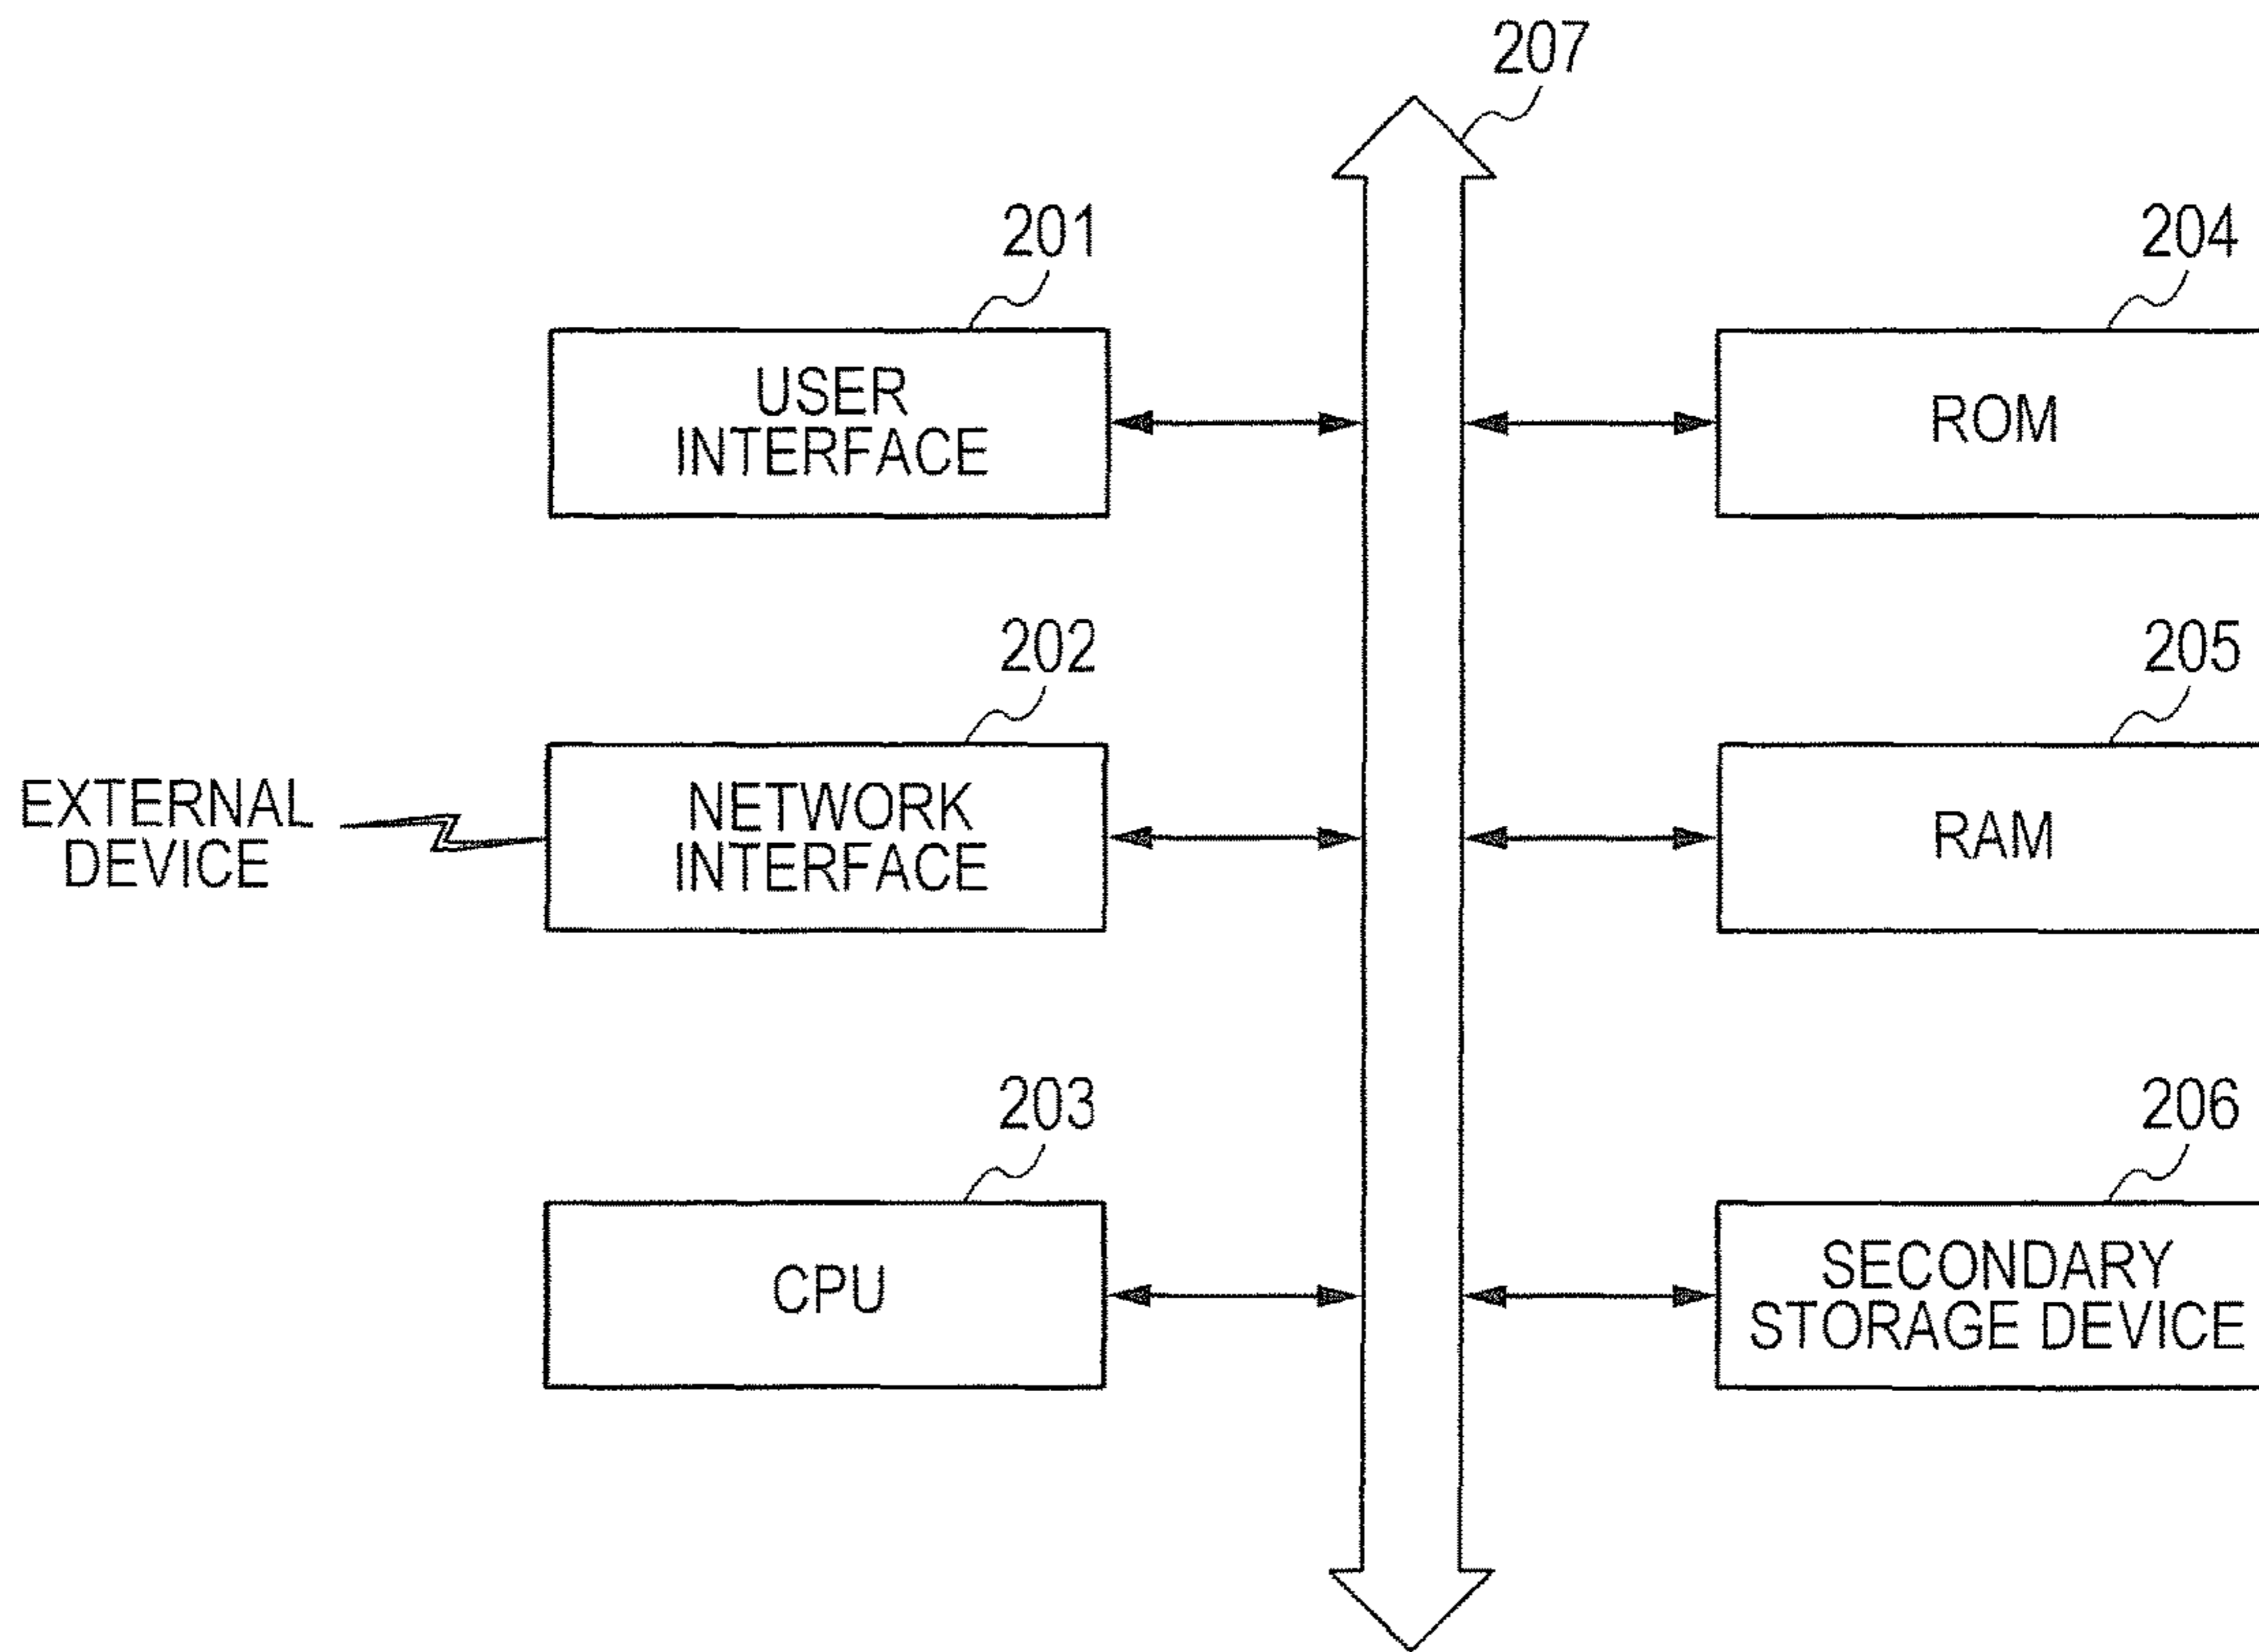 207
201
204
USER
INTERFACE
ROM
202
205
EXTERNAL
DEVICE
NETWORK
INTERFACE
RAM
203
206
CPU
SECONDARY
STORAGE DEVICE